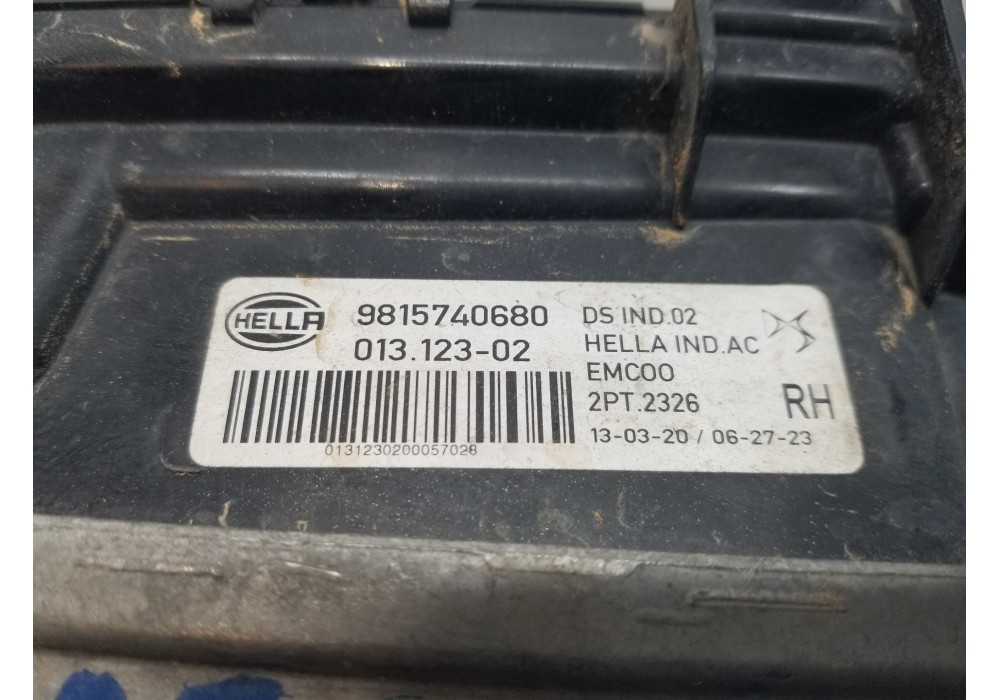 HELLA
9815740680
013.123-02
0131230200057028
DS IND.02
HELLA IND.AC
EMC00
2PT.2326
RH
13-03-20 / 06-27-23